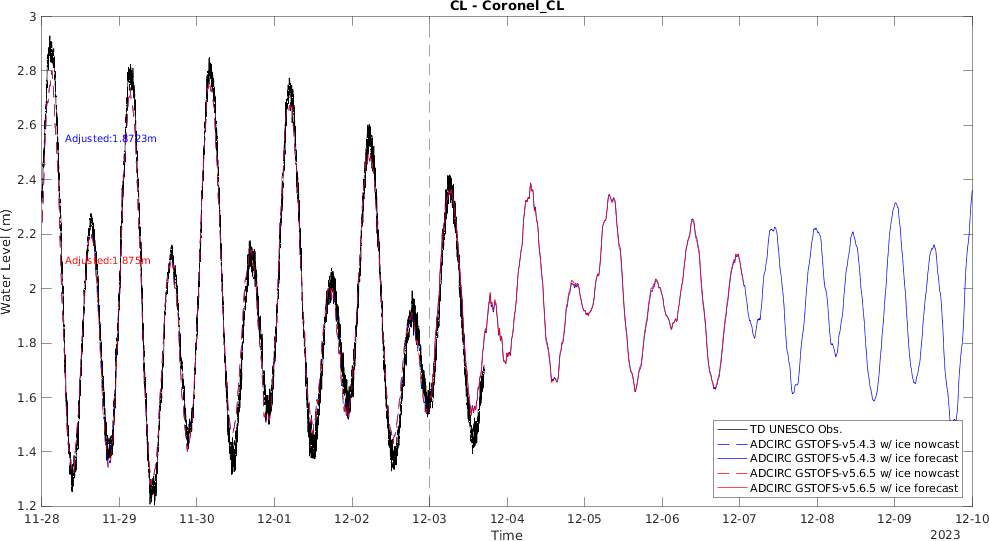 CL - Coronel_CL
3
2.8
2.6
2.4
2.2
2
1.8
1.6
1.4
1.2
Water Level (m)
Adjusted:1.8723m
Adjusted:1.875m
TD UNESCO Obs.
ADCIRC GSTOFS-v5.4.3 w/ ice nowcast
ADCIRC GSTOFS-v5.4.3 w/ ice forecast
ADCIRC GSTOFS-v5.6.5 w/ ice nowcast
ADCIRC GSTOFS-v5.6.5 w/ ice forecast
11-28 11-29 11-30 12-01 12-02 12-03 12-04 12-05 12-06 12-07 12-08 12-09 12-10
Time
2023